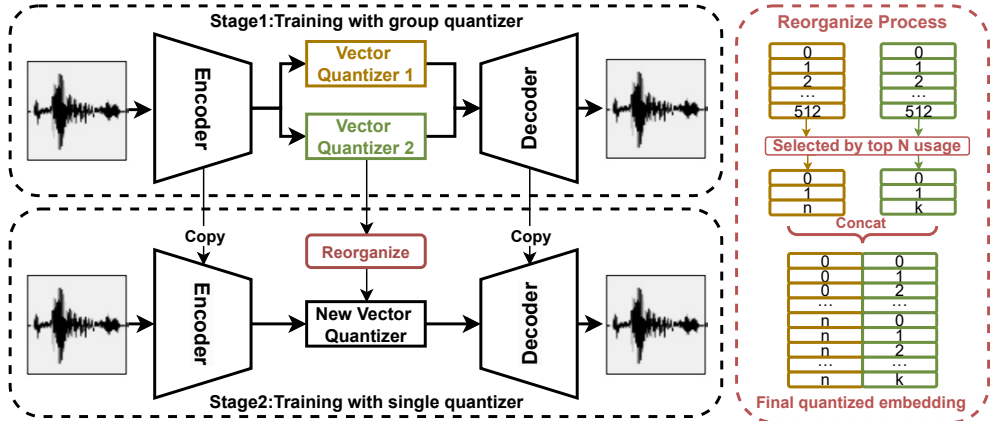 Stage1:Training with group quantizer
Encoder
Vector
Quantizer 1
Vector
Quantizer 2
Decoder
Copy
Reorganize
Copy
Encoder
New Vector
Quantizer
Decoder
Stage2:Training with single quantizer
Reorganize Process
0 0
1 1
2 2
... ...
512 512
Selected by top N usage
0 0
1 1
n k
Concat
0 0
0 1
0 2
... ...
n 0
n 1
n 2
... ...
n k
Final quantized embedding